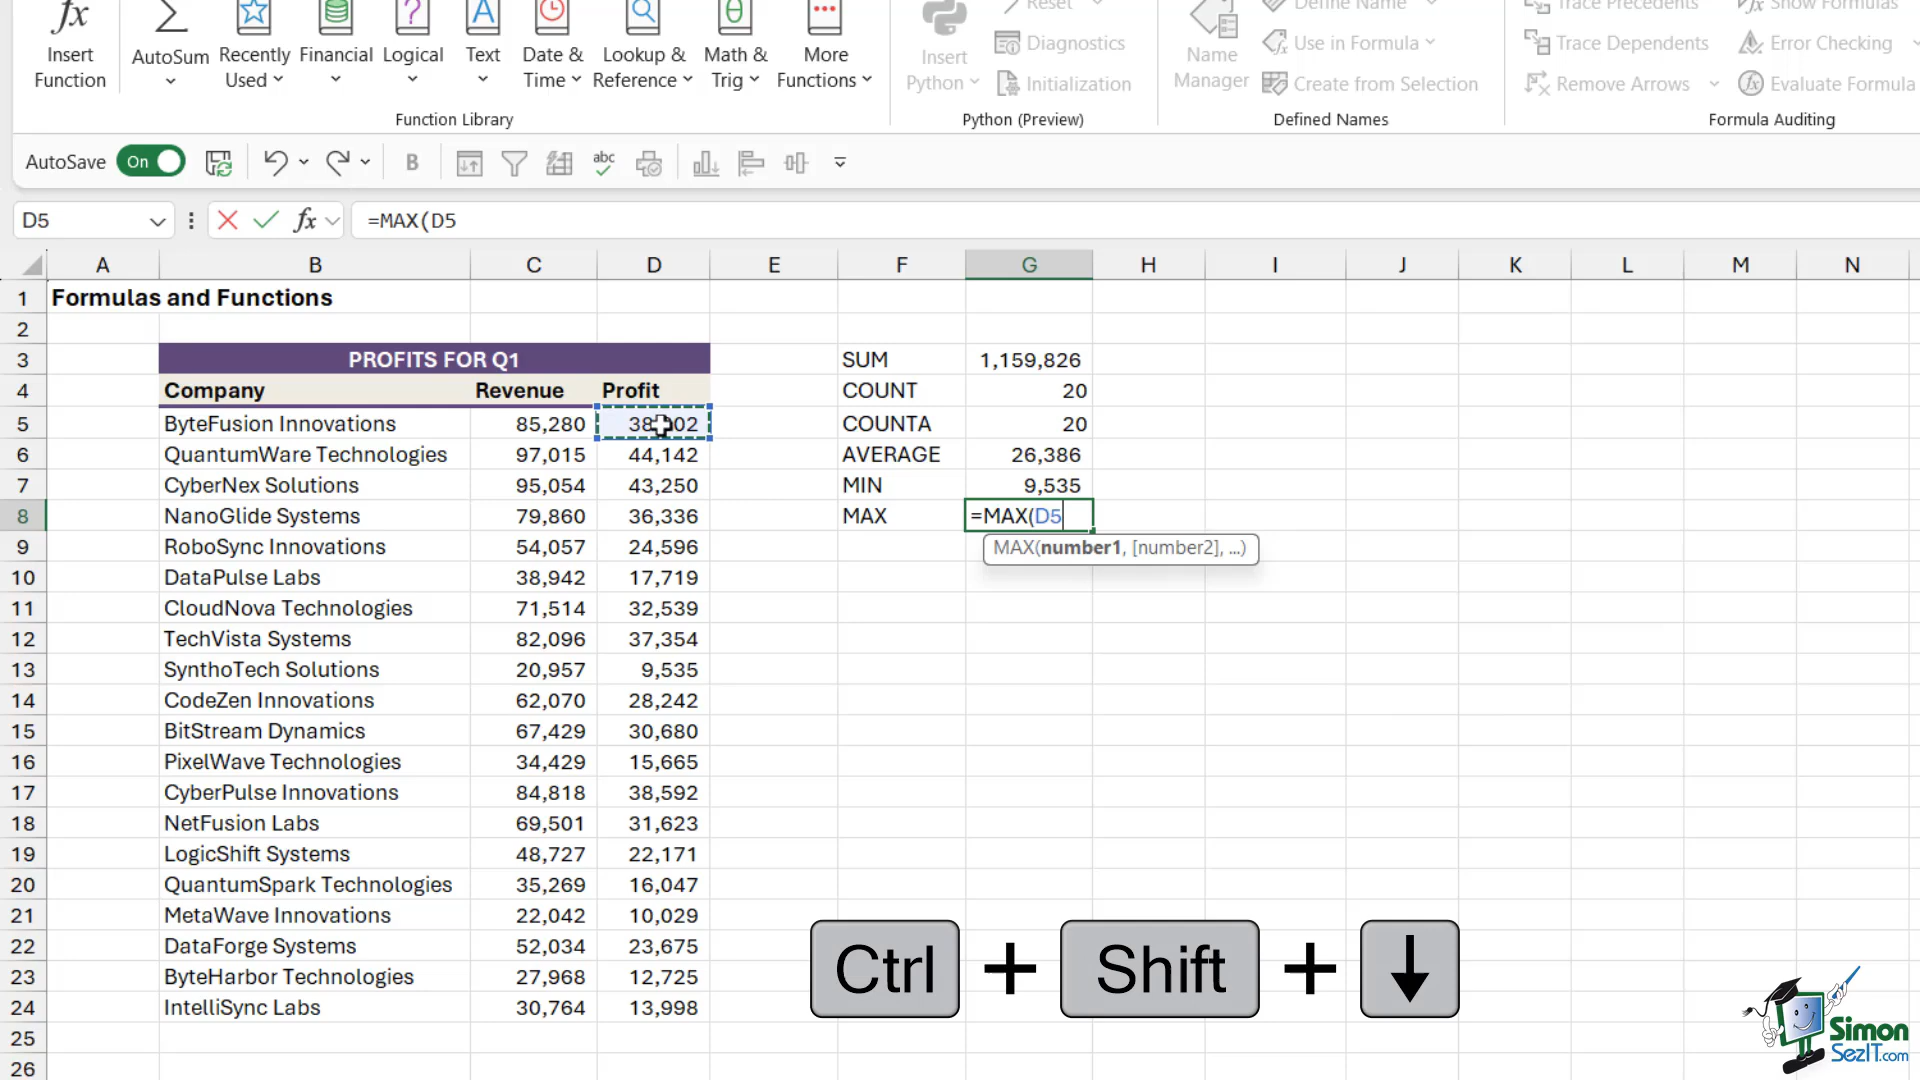 Reset
Define Name
Trace Precedents
Show Formulas
Insert Function
AutoSum
Recently Used
Financial
Logical
Text
Date & Time
Lookup & Reference
Math & Trig
More Functions
Insert Python
Diagnostics
Initialization
Name Manager
Use in Formula
Create from Selection
Trace Dependents
Remove Arrows
Error Checking
Evaluate Formula
Function Library
Python (Preview)
Defined Names
Formula Auditing
AutoSave On
B
abc
D5
fx
=MAX(D5
A B C D E F G H I J K L M N
1 Formulas and Functions
2
3 PROFITS FOR Q1 SUM 1,159,826
4 Company Revenue Profit COUNT 20
5 ByteFusion Innovations 85,280 COUNTA 20
6 QuantumWare Technologies 97,015 44,142 AVERAGE 26,386
7 CyberNex Solutions 95,054 43,250 MIN 9,535
8 NanoGlide Systems 79,860 36,336 MAX =MAX(D5
MAX(number1, [number2], ...)
9 RoboSync Innovations 54,057 24,596
10 DataPulse Labs 38,942 17,719
11 CloudNova Technologies 71,514 32,539
12 TechVista Systems 82,096 37,354
13 SynthoTech Solutions 20,957 9,535
14 CodeZen Innovations 62,070 28,242
15 BitStream Dynamics 67,429 30,680
16 PixelWave Technologies 34,429 15,665
17 CyberPulse Innovations 84,818 38,592
18 NetFusion Labs 69,501 31,623
19 LogicShift Systems 48,727 22,171
20 QuantumSpark Technologies 35,269 16,047
21 MetaWave Innovations 22,042 10,029
22 DataForge Systems 52,034 23,675
23 ByteHarbor Technologies 27,968 12,725
24 IntelliSync Labs 30,764 13,998
25
26
Ctrl + Shift + ↓
Simon
SezIT.com